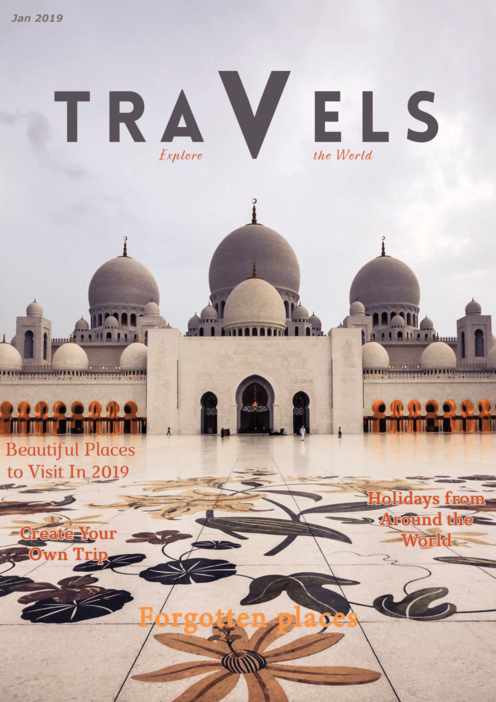 Jan 2019
TRAVELS
Explore the World
Beautiful Places
to Visit In 2019
Holidays from
Around the
World
Create Your
Own Trip
Forgotten places